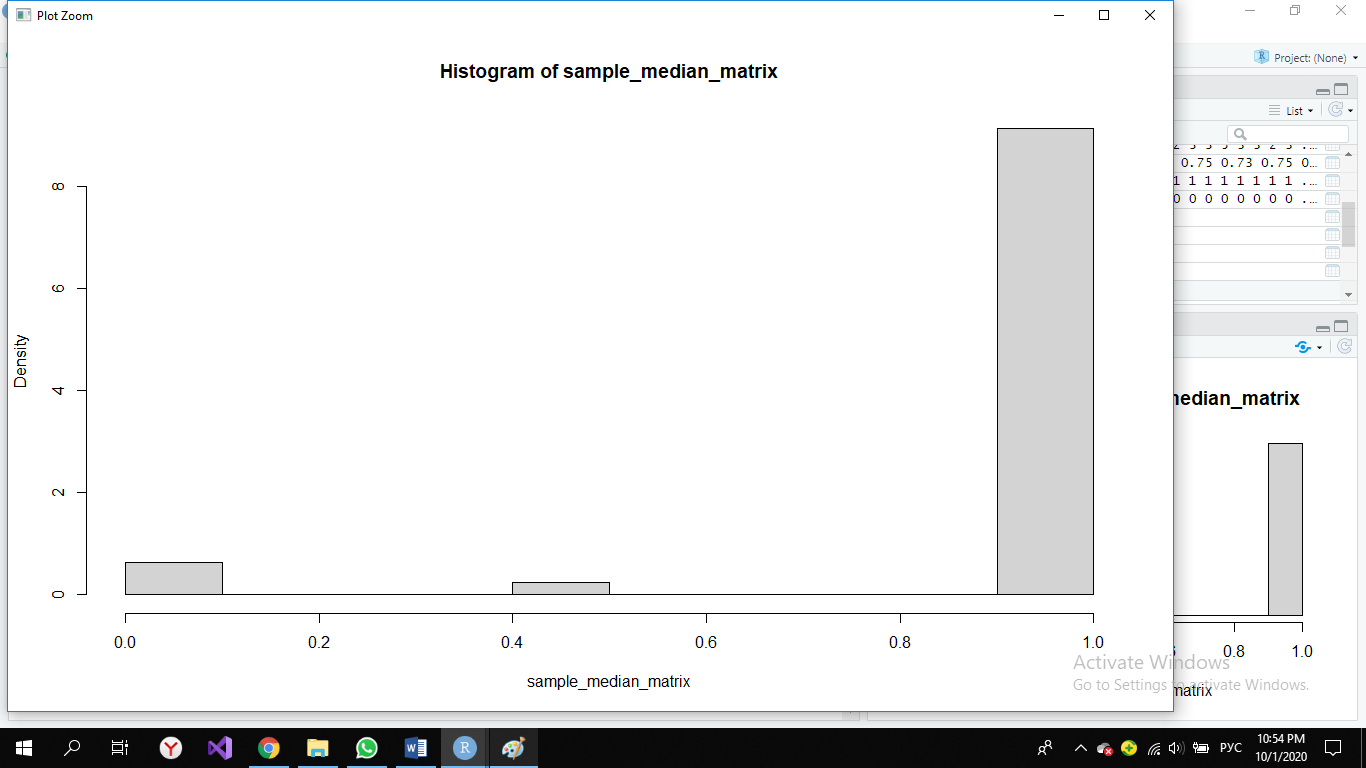 Plot Zoom
Histogram of sample_median_matrix
Density
0
2
4
6
8
0.0 0.2 0.4 0.6 0.8 1.0
sample_median_matrix
Project: (None)
List
0.75 0.73 0.75 0…
1 1 1 1 1 1 1 1 ...
0 0 0 0 0 0 0 0 ...
nedian_matrix
0.8 1.0
matrix
Activate Windows
Go to Settings to activate Windows.
РУС
10:54 PM
10/1/2020